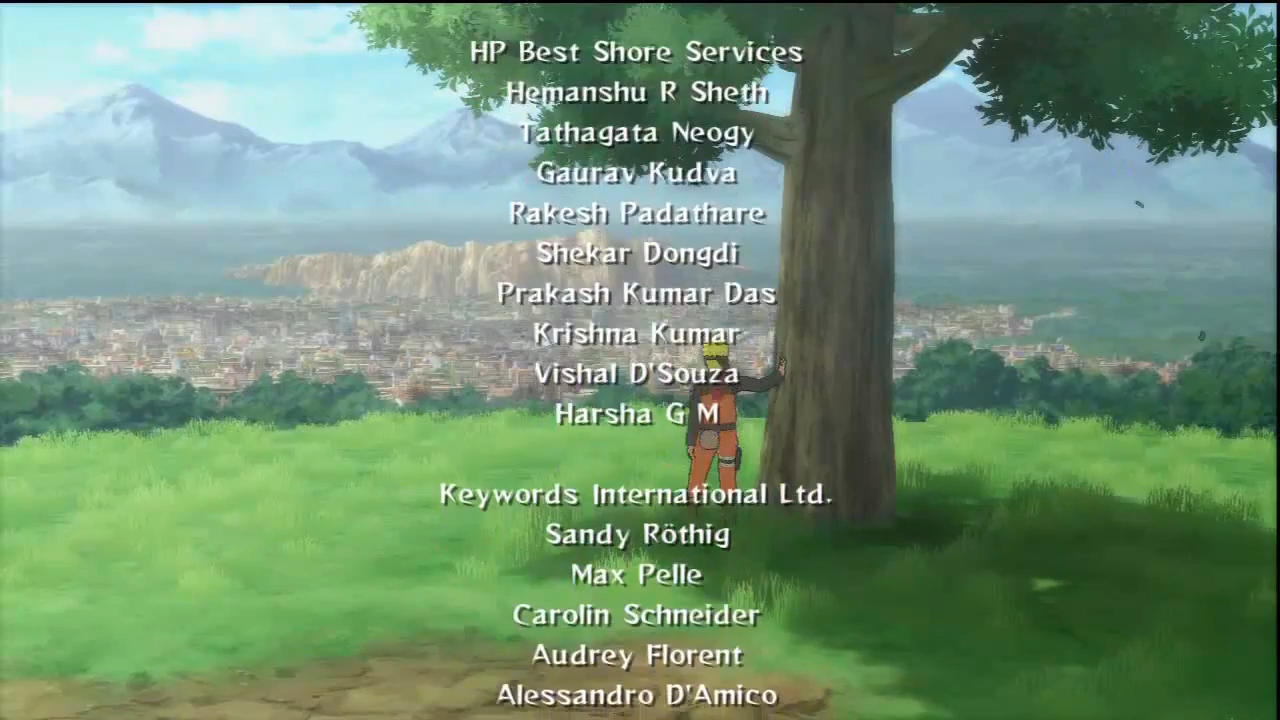 HP Best Shore Services
Hemanshu R Sheth
Tathagata Neogy
Gaurav Kudva
Rakesh Padathare
Shekar Dongdi
Prakash Kumar Das
Krishna Kumar
Vishal D'Souza
Harsha G M
Keywords International Ltd.
Sandy Röthig
Max Pelle
Carolin Schneider
Audrey Florent
Alessandro D'Amico